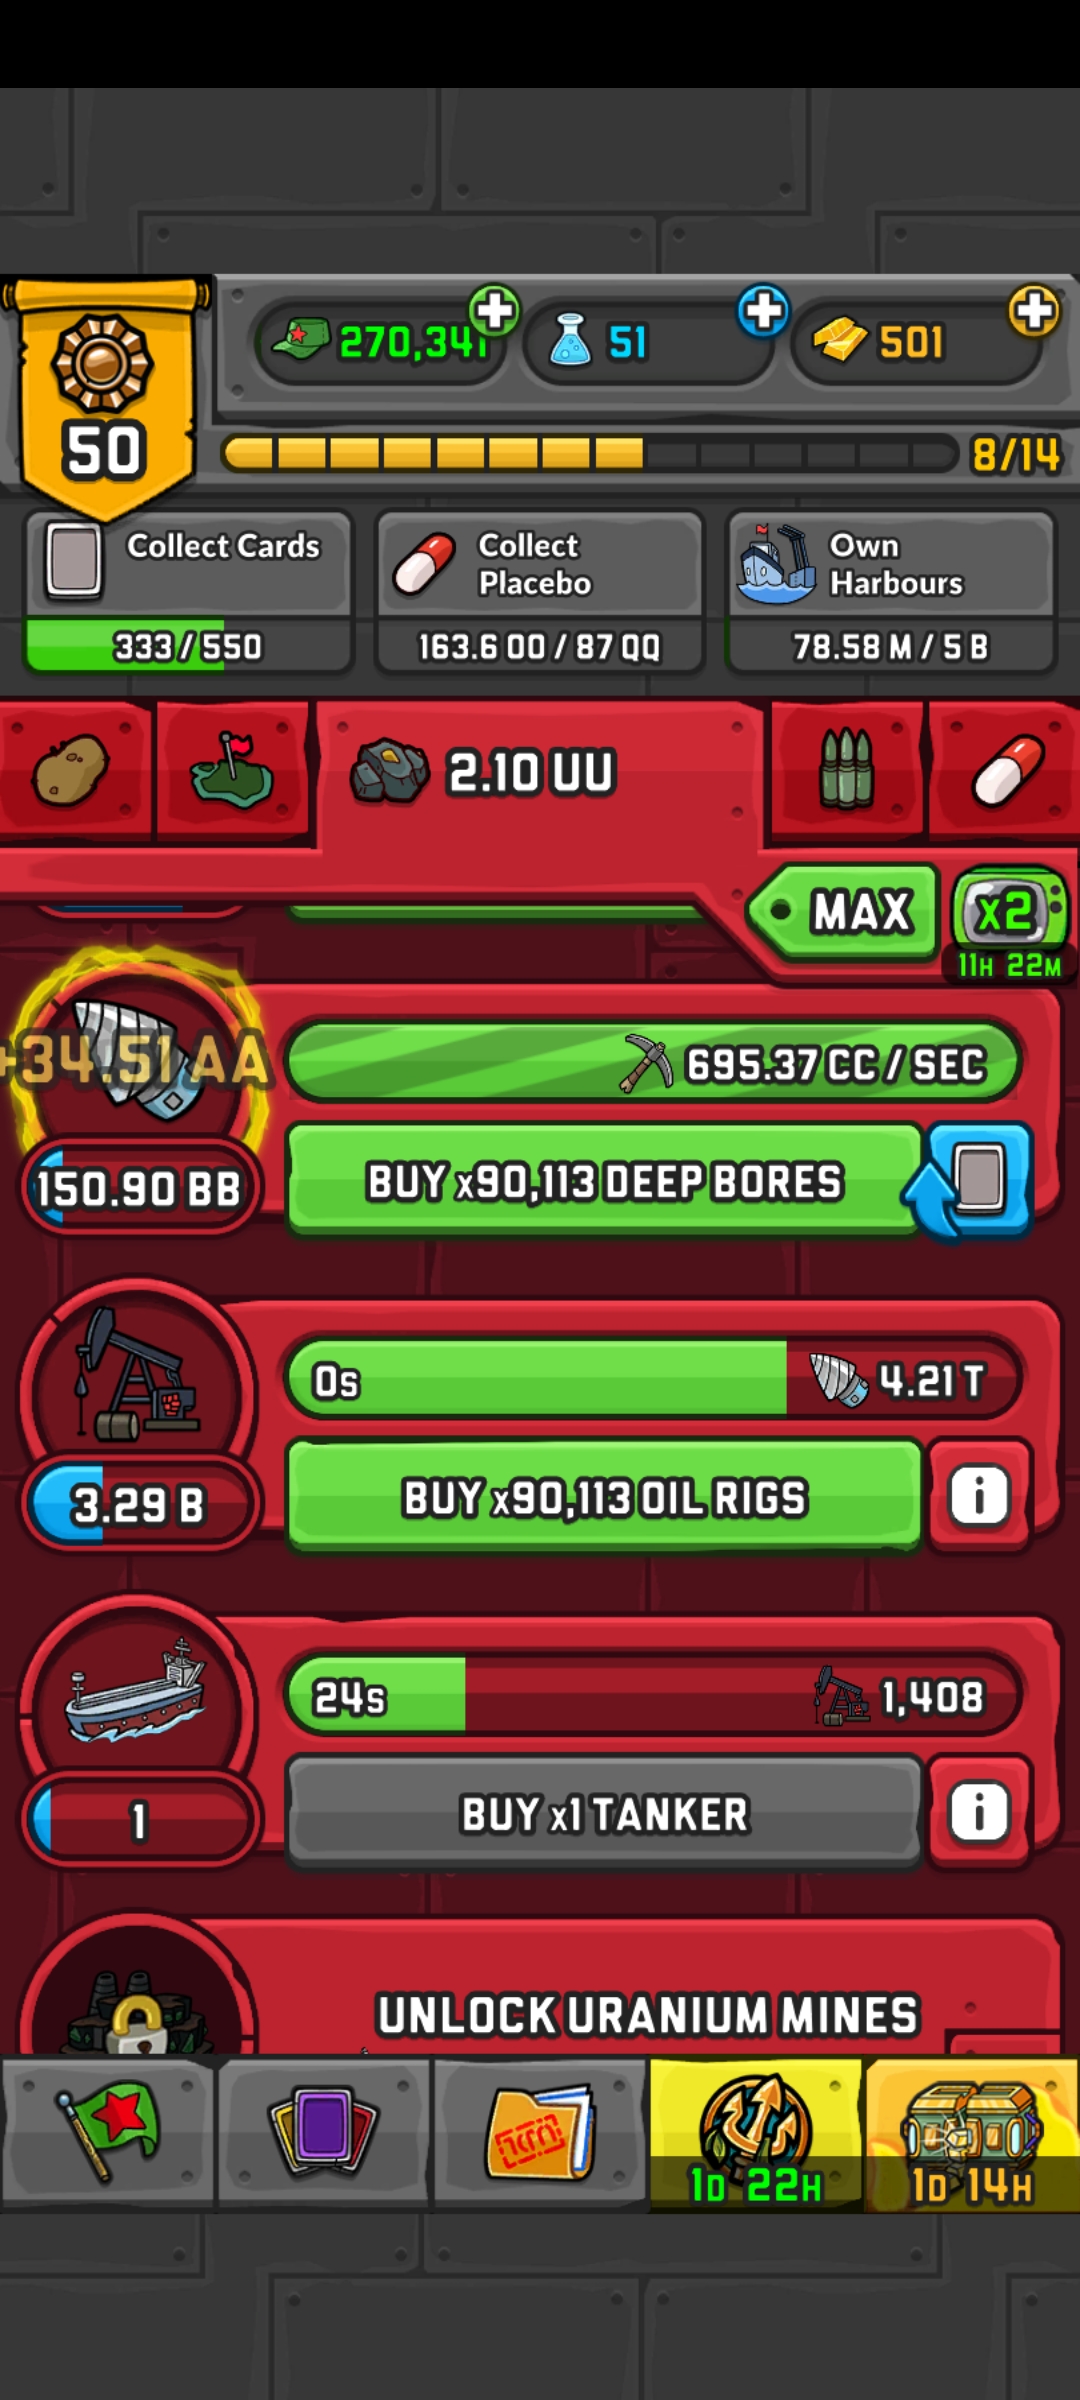 270,341
51
501
50
8/14
Collect Cards
333 / 550
Collect
Placebo
163.6 OO / 87 QQ
Own
Harbours
78.58 M / 5 B
2.10 UU
MAX
x2
11H 22M
+34.51 AA
695.37 CC / SEC
150.90 BB
BUY x90,113 DEEP BORES
0s
4.21 T
3.29 B
BUY x90,113 OIL RIGS
i
24s
1,408
1
BUY x1 TANKER
i
UNLOCK URANIUM MINES
1D 22H
1D 14H